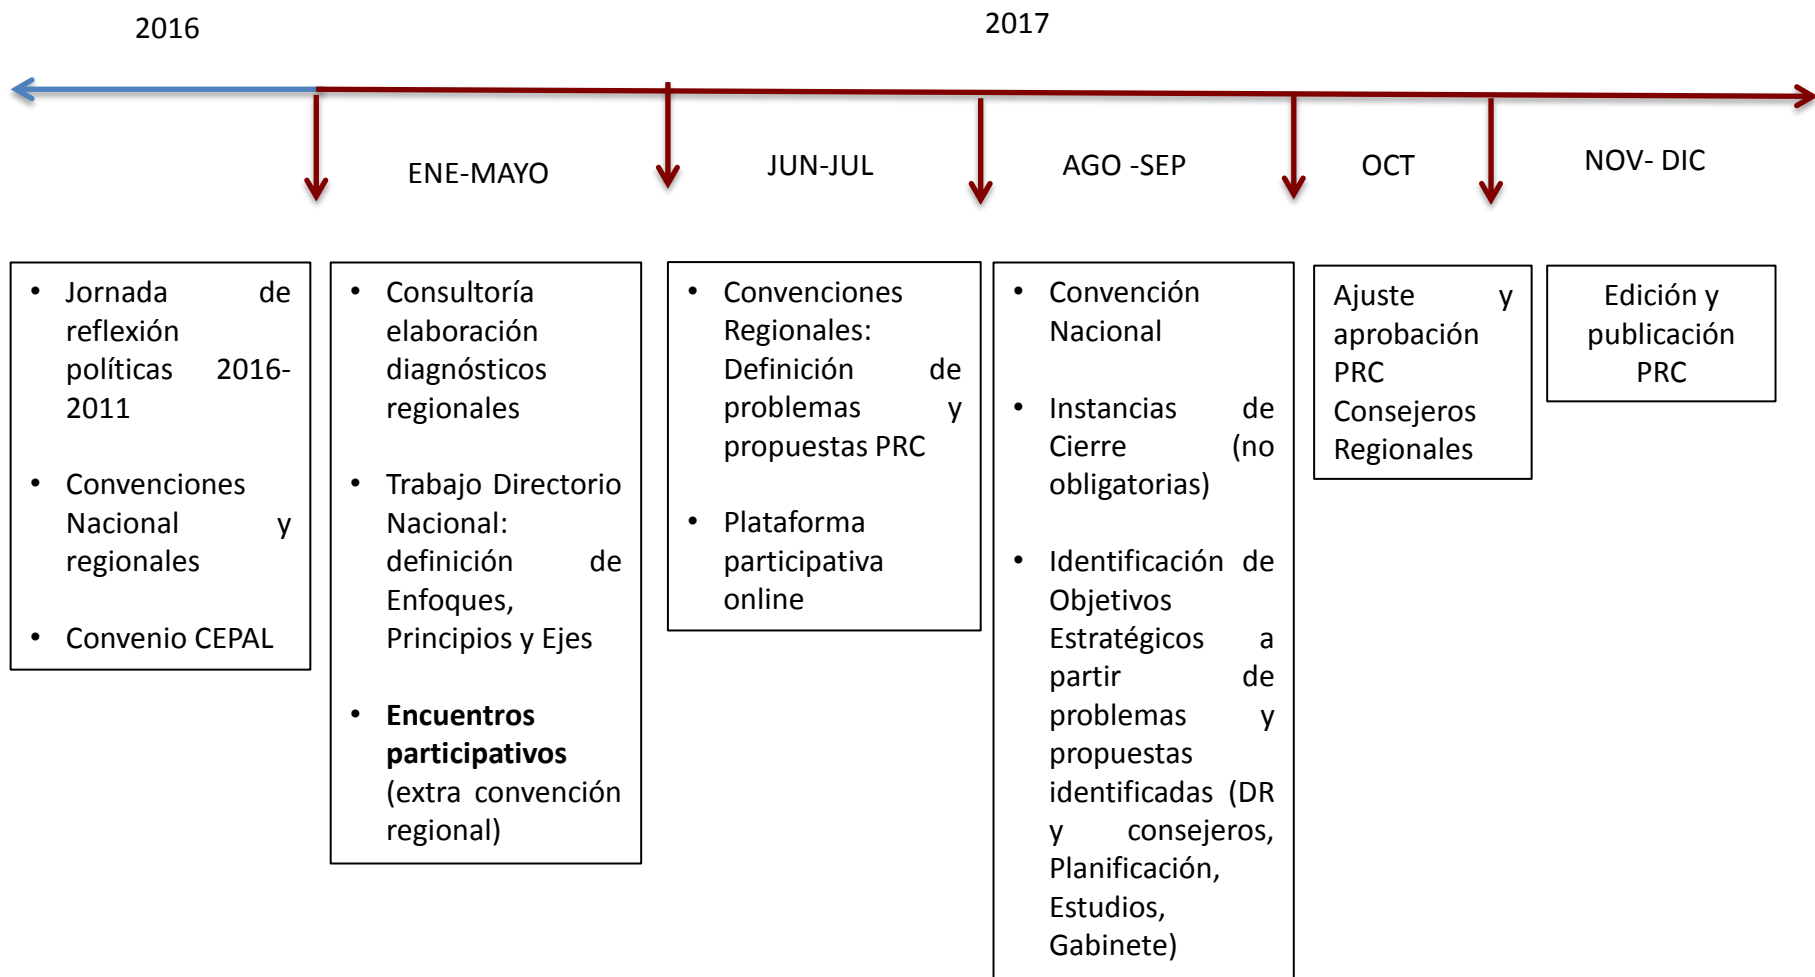 2016
2017
ENE-MAYO
JUN-JUL
AGO -SEP
OCT
NOV- DIC
• Jornada de
reflexión
políticas 2016-
2011
• Convenciones
Nacional y
regionales
• Convenio CEPAL
• Consultoría
elaboración
diagnósticos
regionales
• Trabajo Directorio
Nacional:
definición de
Enfoques,
Principios y Ejes
• Encuentros
participativos
(extra convención
regional)
• Convenciones
Regionales:
Definición de
problemas y
propuestas PRC
• Plataforma
participativa
online
• Convención
Nacional
• Instancias de
Cierre (no
obligatorias)
• Identificación de
Objetivos
Estratégicos a
partir de
problemas y
propuestas
identificadas (DR
y consejeros,
Planificación,
Estudios,
Gabinete)
Ajuste y
aprobación
PRC
Consejeros
Regionales
Edición y
publicación
PRC